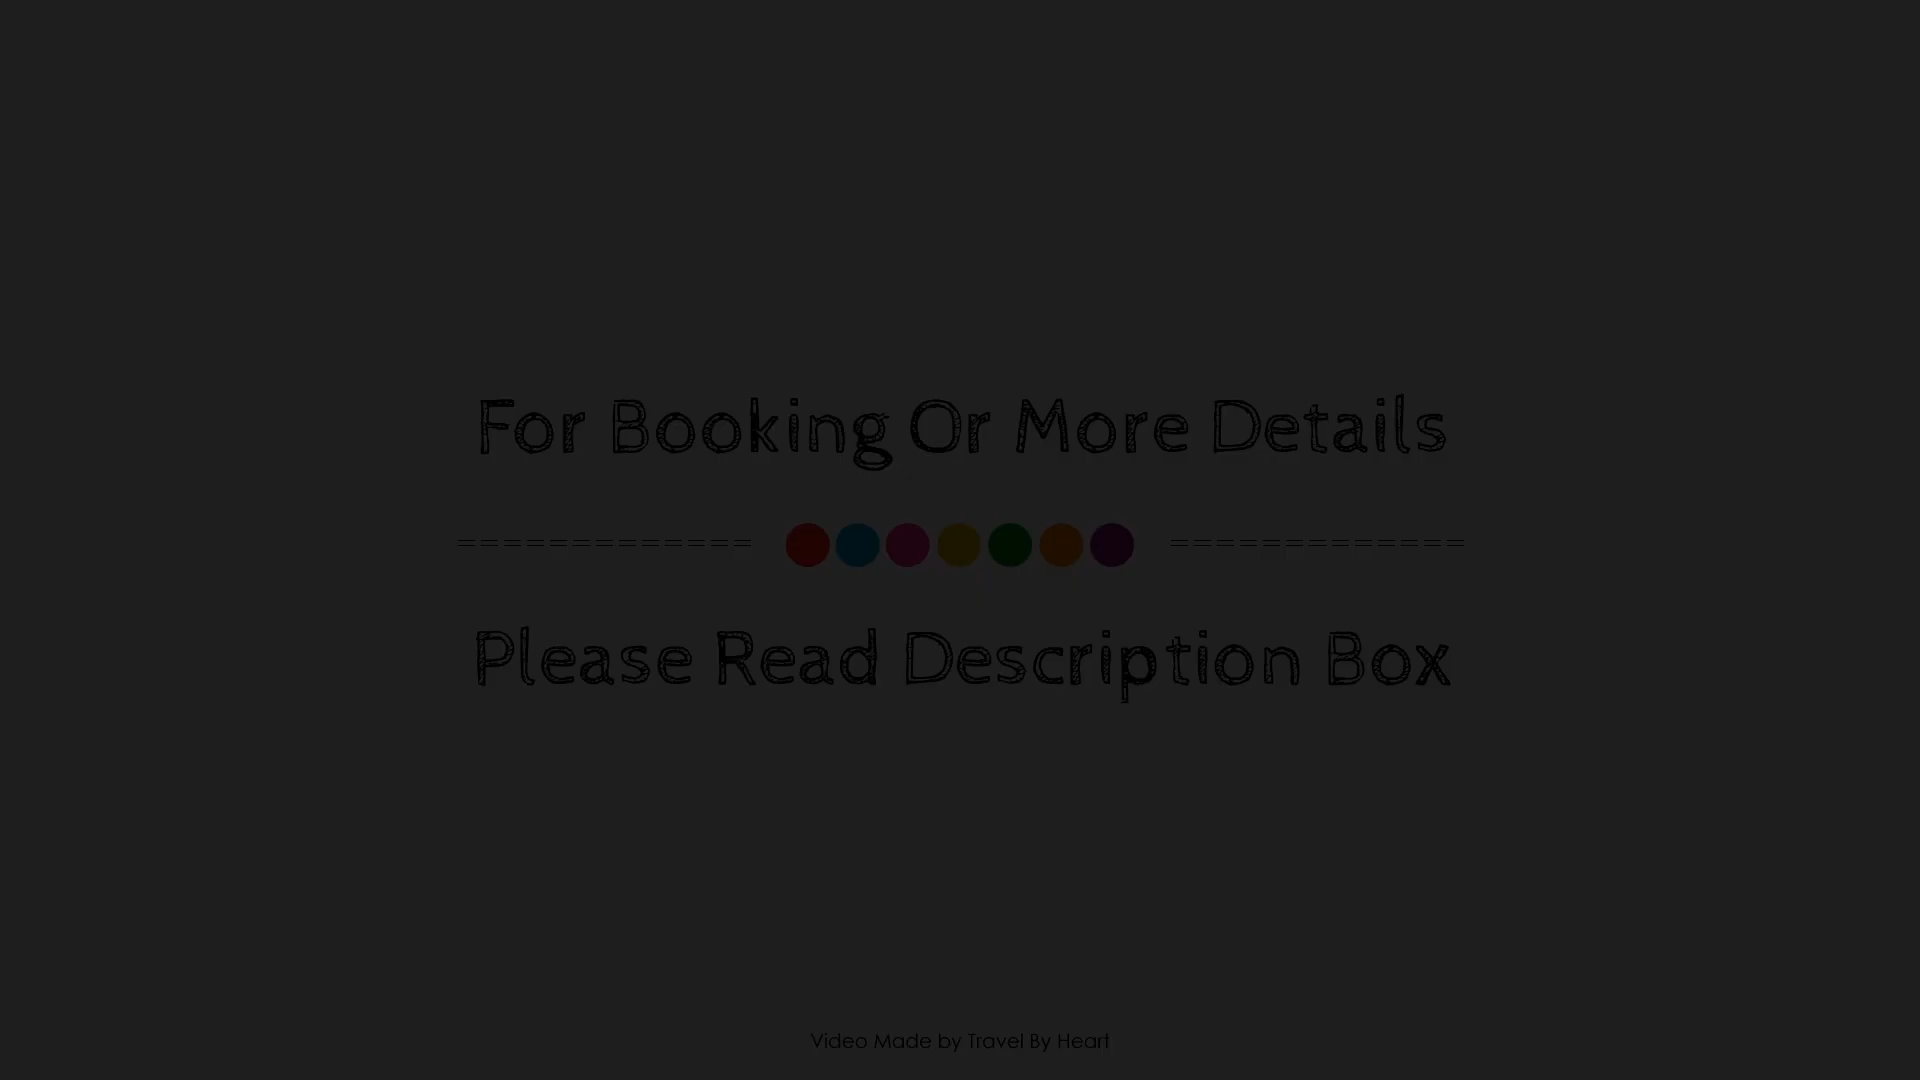 For Booking Or More Details
============= =============
Please Read Description Box
Video Made by Travel By Heart